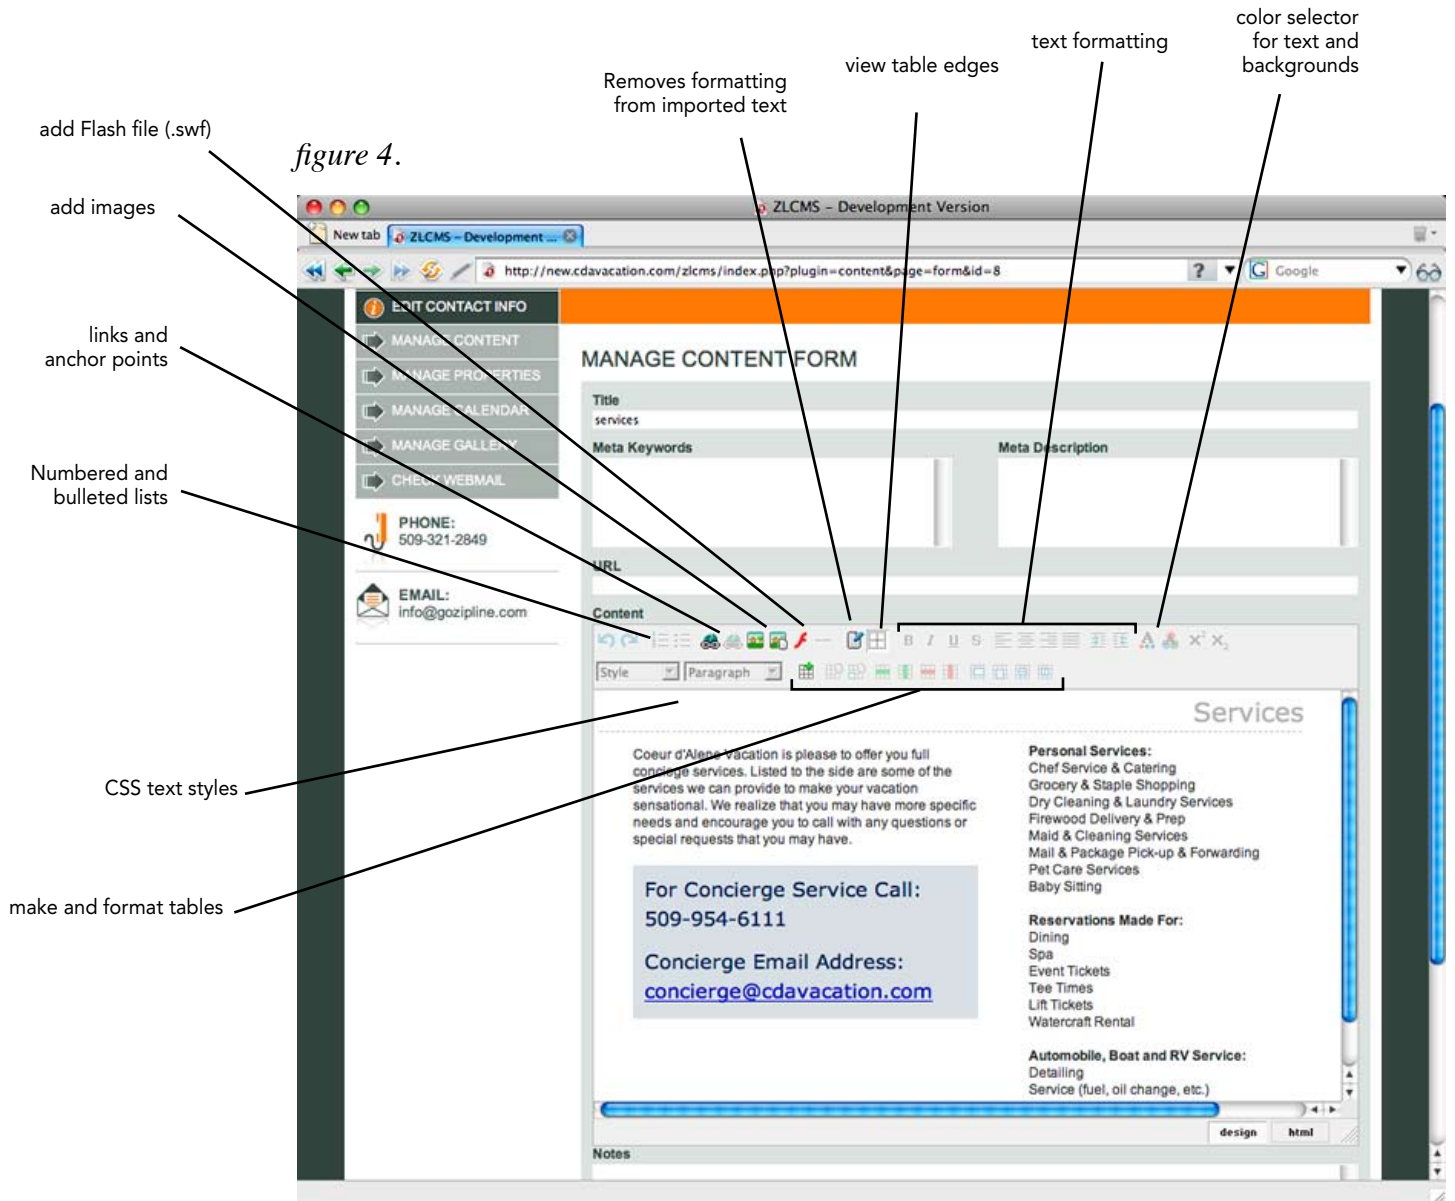 color selector
for text and
backgrounds
text formatting
view table edges
Removes formatting
from imported text
add Flash file (.swf)
figure 4.
add images
links and
anchor points
Numbered and
bulleted lists
CSS text styles
make and format tables
ZLCMS – Development Version
New tab
ZLCMS – Development ...
http://new.cdavacation.com/zlcms/index.php?plugin=content&page=form&id=8
?
G Google
EDIT CONTACT INFO
MANAGE CONTENT
MANAGE PROPERTIES
MANAGE CALENDAR
MANAGE GALLERY
CHECK WEBMAIL
PHONE:
509-321-2849
EMAIL:
info@gozipline.com
MANAGE CONTENT FORM
Title
services
Meta Keywords
Meta Description
URL
Content
B I U S
Style
Paragraph
Services
Coeur d'Alene Vacation is please to offer you full
conciege services. Listed to the side are some of the
services we can provide to make your vacation
sensational. We realize that you may have more specific
needs and encourage you to call with any questions or
special requests that you may have.
For Concierge Service Call:
509-954-6111
Concierge Email Address:
concierge@cdavacation.com
Personal Services:
Chef Service & Catering
Grocery & Staple Shopping
Dry Cleaning & Laundry Services
Firewood Delivery & Prep
Maid & Cleaning Services
Mail & Package Pick-up & Forwarding
Pet Care Services
Baby Sitting
Reservations Made For:
Dining
Spa
Event Tickets
Tee Times
Lift Tickets
Watercraft Rental
Automobile, Boat and RV Service:
Detailing
Service (fuel, oil change, etc.)
design
html
Notes